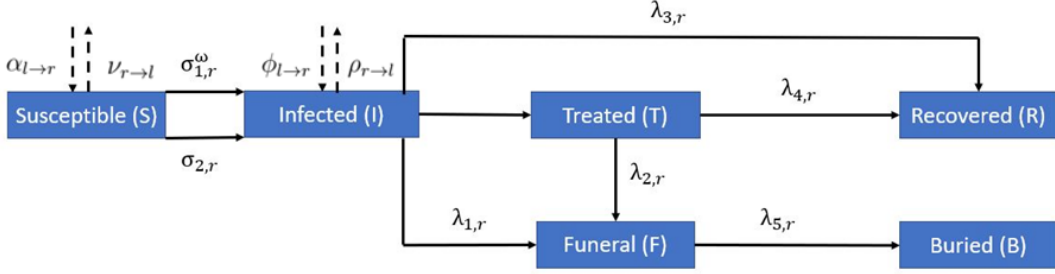 λ3,r
αl→r νr→l σω1,r ϕl→r ρr→l
Susceptible (S) Infected (I) Treated (T) λ4,r Recovered (R)
σ2,r λ2,r
λ1,r Funeral (F) λ5,r Buried (B)